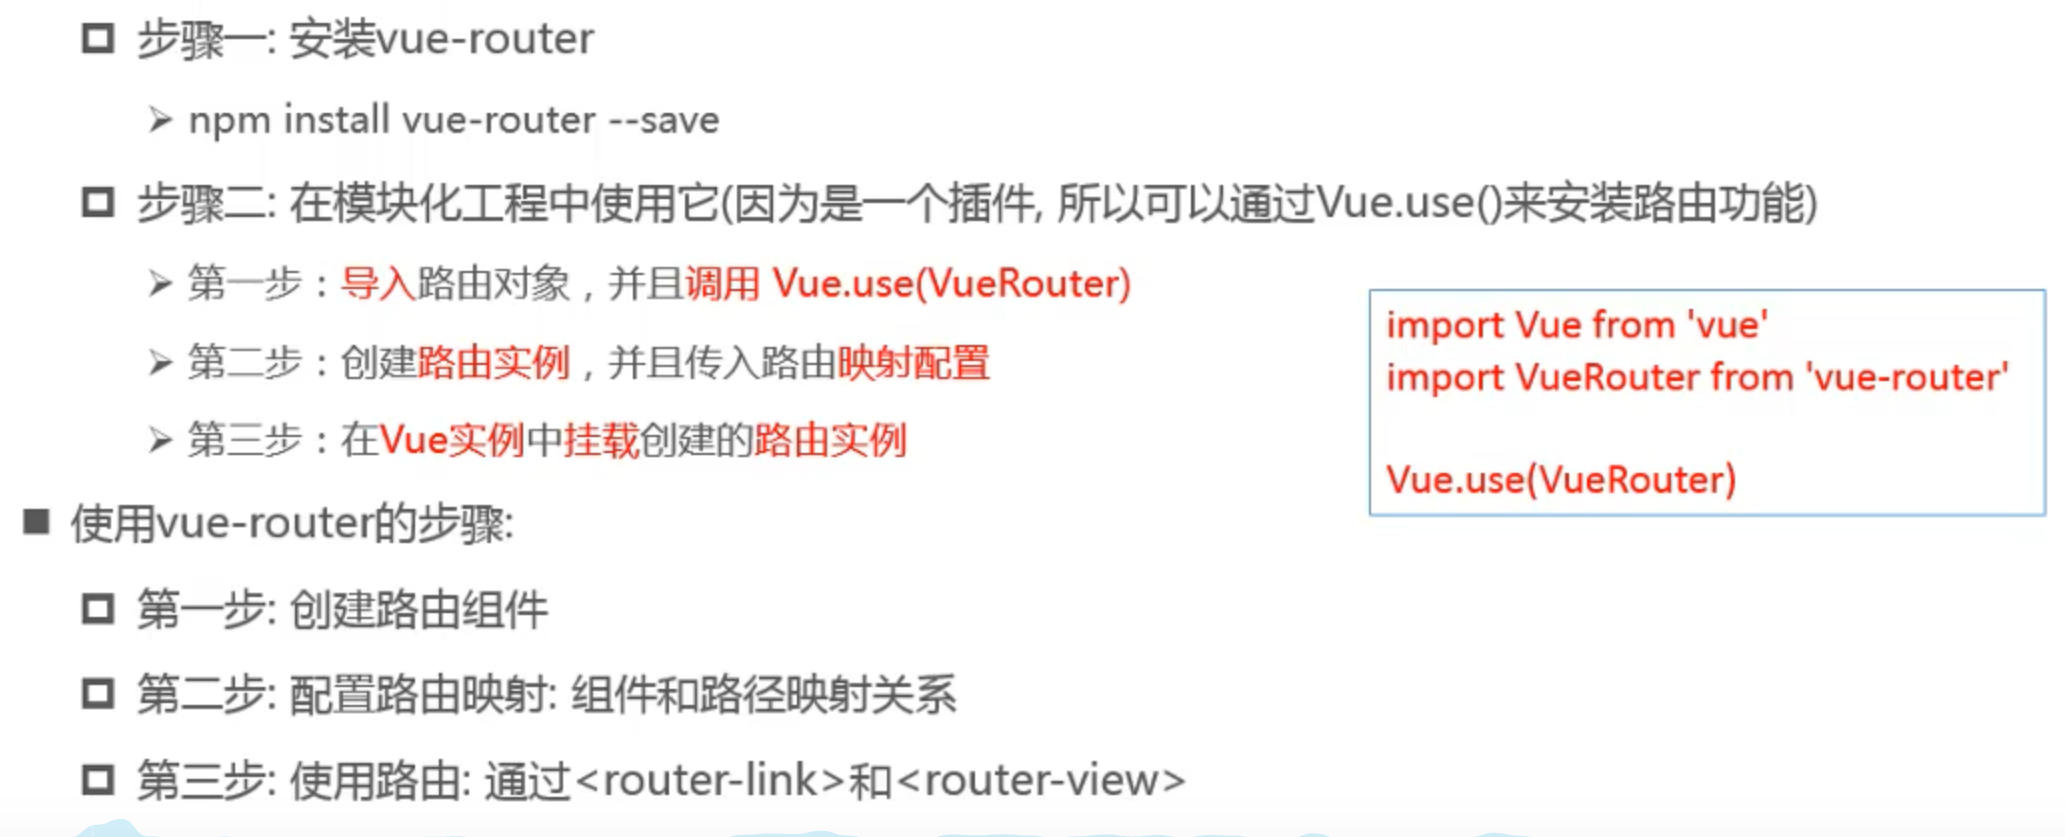 步骤一: 安装vue-router
npm install vue-router --save
步骤二: 在模块化工程中使用它(因为是一个插件, 所以可以通过Vue.use()来安装路由功能)
第一步：导入路由对象，并且调用 Vue.use(VueRouter)
第二步：创建路由实例，并且传入路由映射配置
第三步：在Vue实例中挂载创建的路由实例
import Vue from 'vue'
import VueRouter from 'vue-router'
Vue.use(VueRouter)
使用vue-router的步骤:
第一步: 创建路由组件
第二步: 配置路由映射: 组件和路径映射关系
第三步: 使用路由: 通过<router-link>和<router-view>